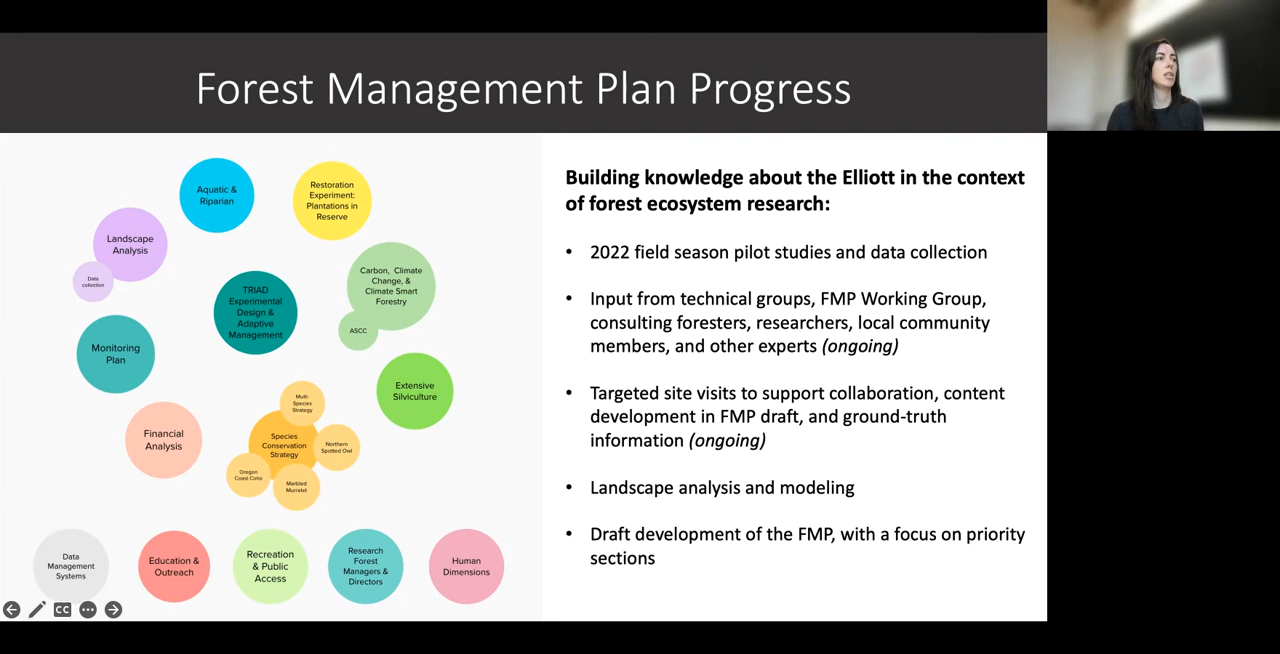 Forest Management Plan Progress
Aquatic &
Riparian
Restoration
Experiment:
Plantations in
Reserve
Landscape
Analysis
Data
collection
TRIAD
Experimental
Design &
Adaptive
Management
Carbon, Climate
Change, &
Climate Smart
Forestry
ASCC
Monitoring
Plan
Extensive
Silviculture
Financial
Analysis
Multi-
Species
Strategy
Species
Conservation
Strategy
Northern
Spotted Owl
Oregon
Coast Coho
Marbled
Murrelet
Data
Management
Systems
Education &
Outreach
Recreation
& Public
Access
Research
Forest
Managers &
Directors
Human
Dimensions
CC
Building knowledge about the Elliott in the context
of forest ecosystem research:
• 2022 field season pilot studies and data collection
• Input from technical groups, FMP Working Group,
consulting foresters, researchers, local community
members, and other experts (ongoing)
• Targeted site visits to support collaboration, content
development in FMP draft, and ground-truth
information (ongoing)
• Landscape analysis and modeling
• Draft development of the FMP, with a focus on priority
sections